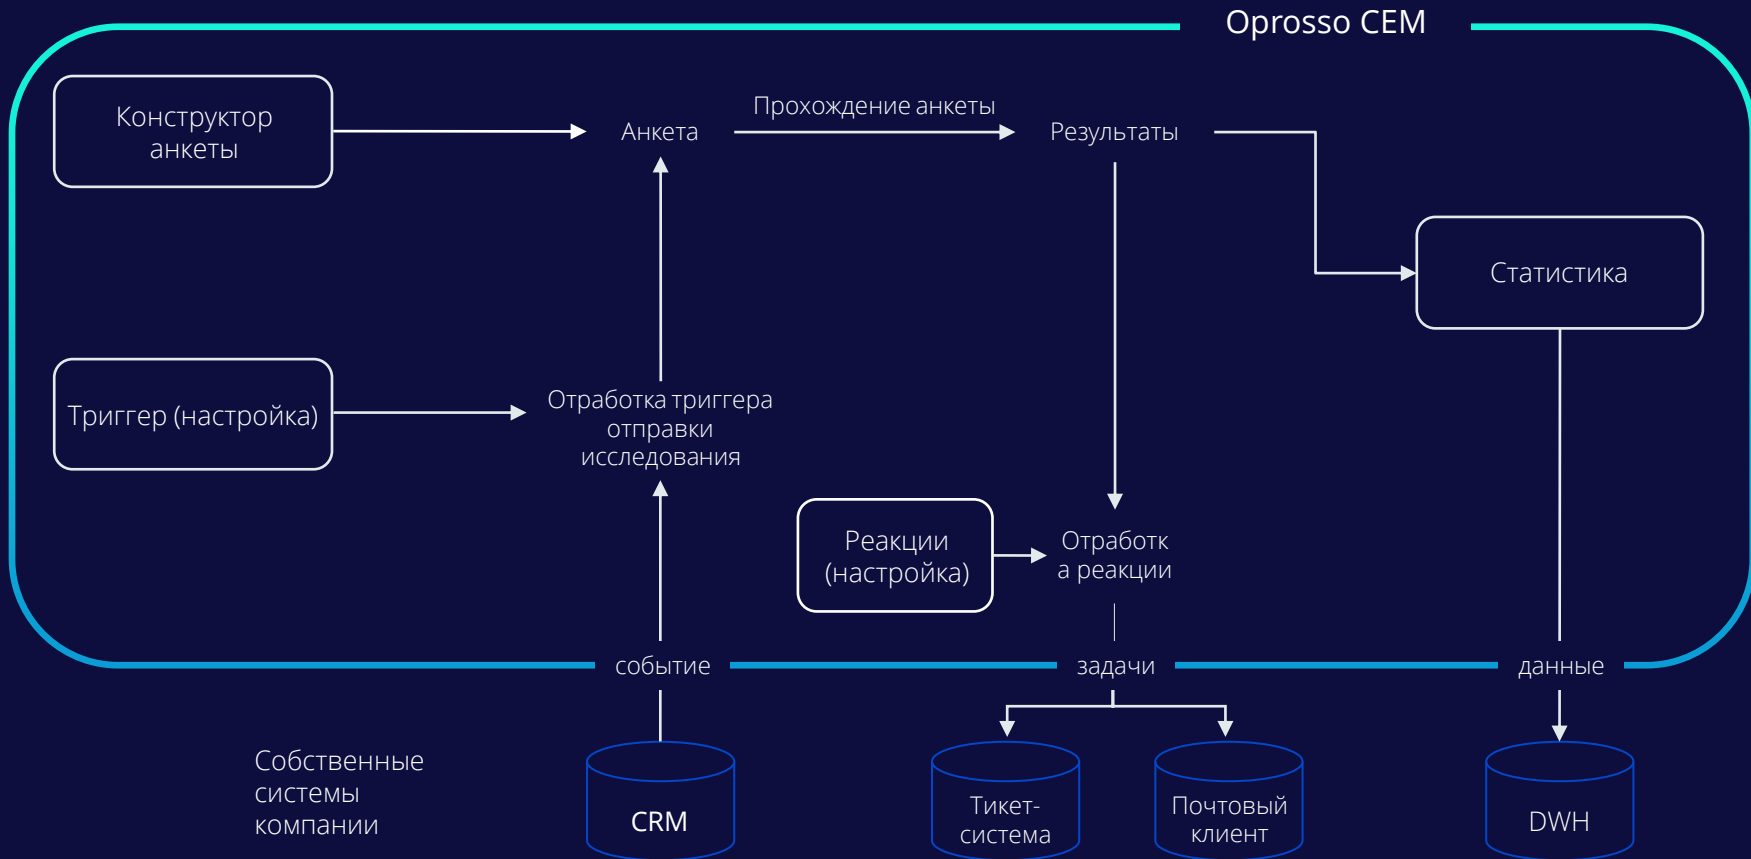 Oprosso CEM
Конструктор
анкеты
Анкета
Прохождение анкеты
Результаты
Статистика
Триггер (настройка)
Отработка триггера
отправки
исследования
Реакции
(настройка)
Отработк
а реакции
событие
задачи
данные
Собственные
системы
компании
CRM
Тикет-
система
Почтовый
клиент
DWH